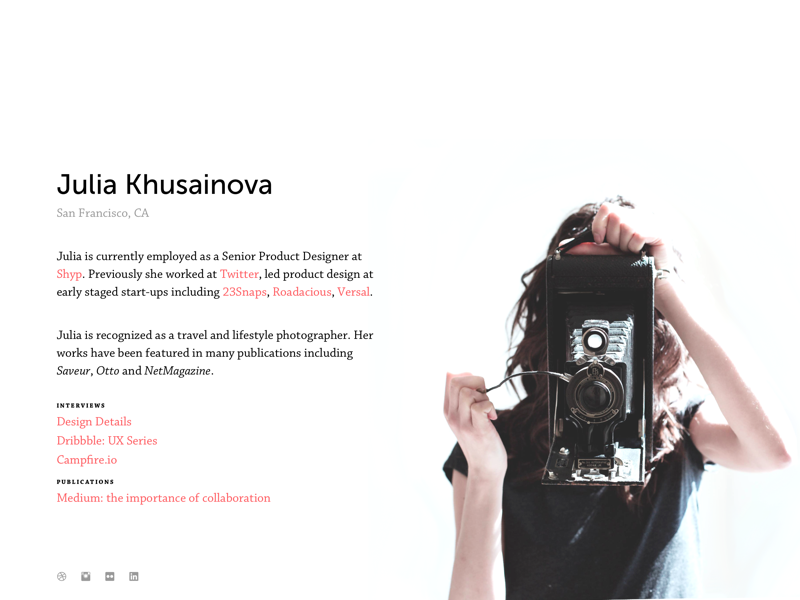 Julia Khusainova
San Francisco, CA
Julia is currently employed as a Senior Product Designer at
Shyp. Previously she worked at Twitter, led product design at
early staged start-ups including 23Snaps, Roadacious, Versal.
Julia is recognized as a travel and lifestyle photographer. Her
works have been featured in many publications including
Saveur, Otto and NetMagazine.
INTERVIEWS
Design Details
Dribbble: UX Series
Campfire.io
PUBLICATIONS
Medium: the importance of collaboration
in